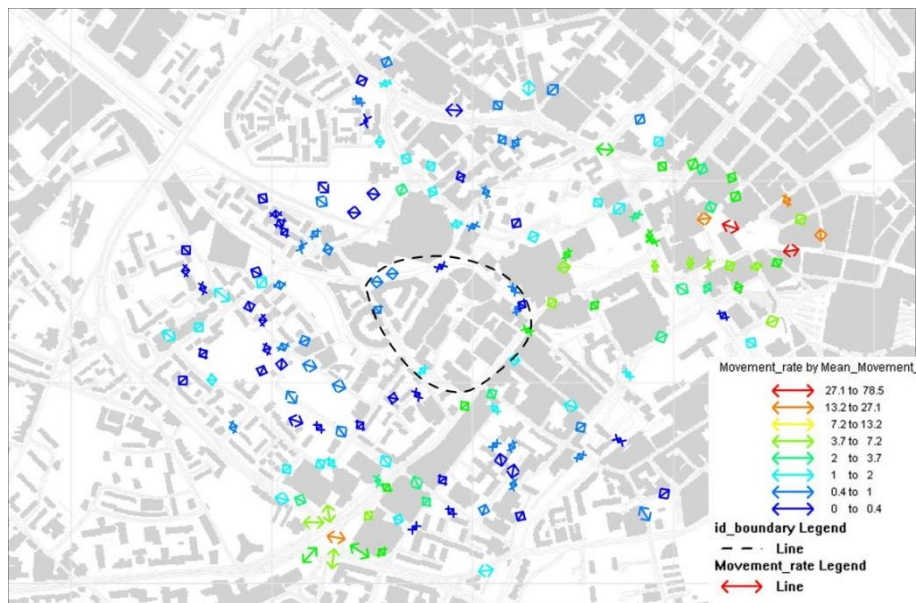 Movement_rate by Mean_Movement_
27.1 to 78.5
13.2 to 27.1
7.2 to 13.2
3.7 to 7.2
2 to 3.7
1 to 2
0.4 to 1
0 to 0.4
id_boundary Legend
Line
Movement_rate Legend
Line